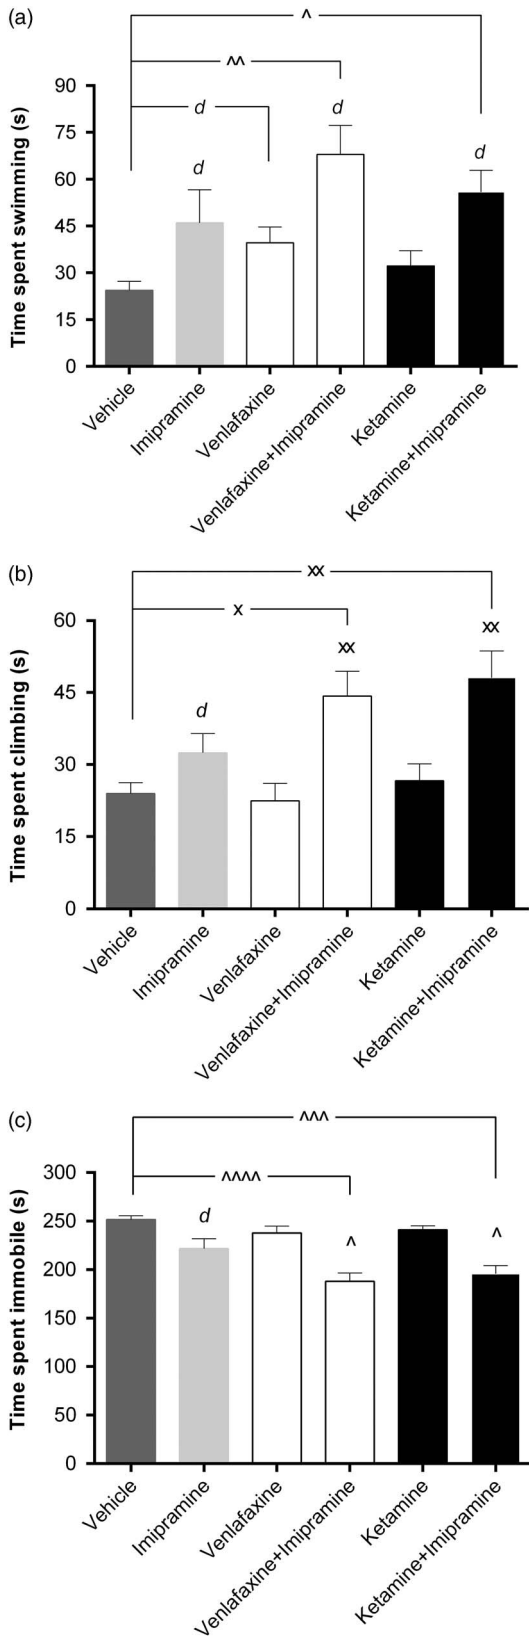 (a)
^
^^
d
d
d
d
Time spent swimming (s)
90
75
60
45
30
15
0
Vehicle
Imipramine
Venlafaxine
Venlafaxine+Imipramine
Ketamine
Ketamine+Imipramine
(b)
xx
x
xx
xx
d
Time spent climbing (s)
60
45
30
15
0
Vehicle
Imipramine
Venlafaxine
Venlafaxine+Imipramine
Ketamine
Ketamine+Imipramine
(c)
^^^
^^^^
d
^
^
Time spent immobile (s)
300
250
200
150
100
50
0
Vehicle
Imipramine
Venlafaxine
Venlafaxine+Imipramine
Ketamine
Ketamine+Imipramine